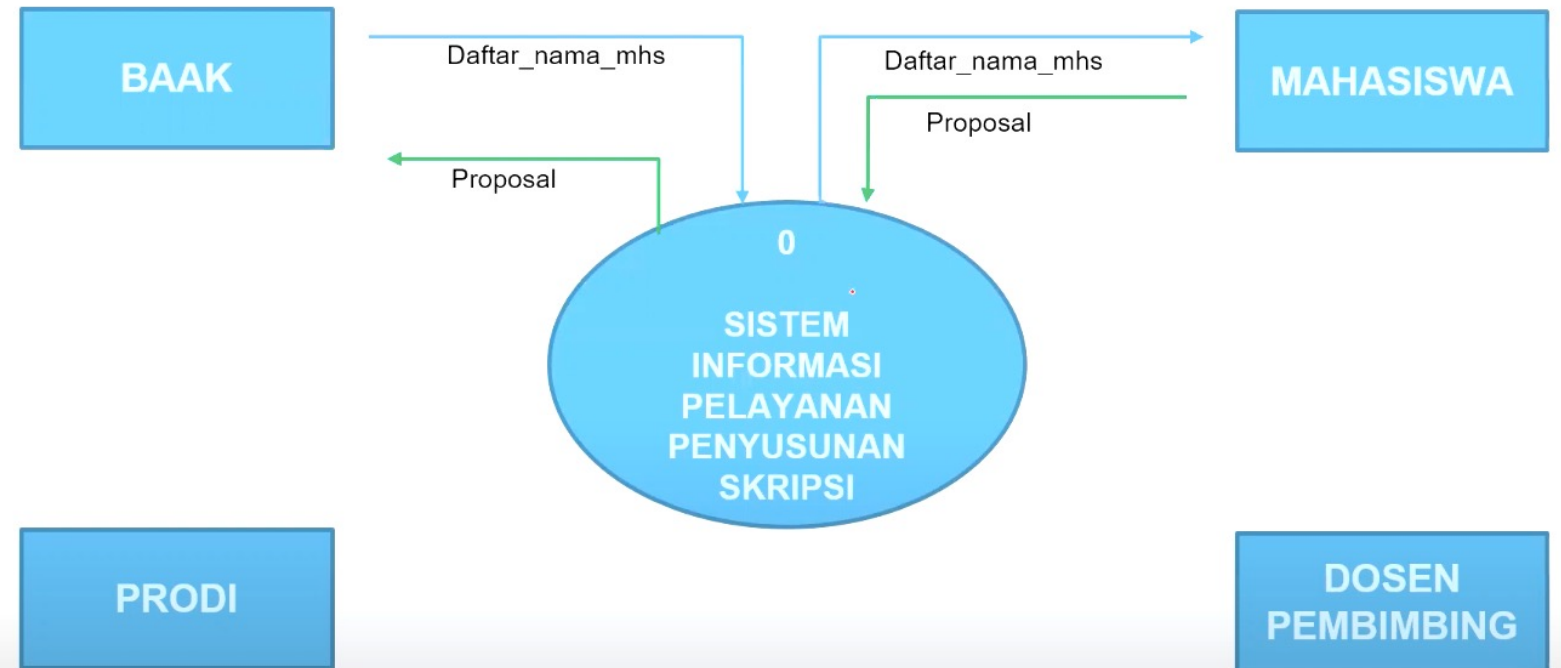 BAAK
Daftar_nama_mhs
Proposal
Daftar_nama_mhs
Proposal
MAHASISWA
0
SISTEM
INFORMASI
PELAYANAN
PENYUSUNAN
SKRIPSI
PRODI
DOSEN
PEMBIMBING